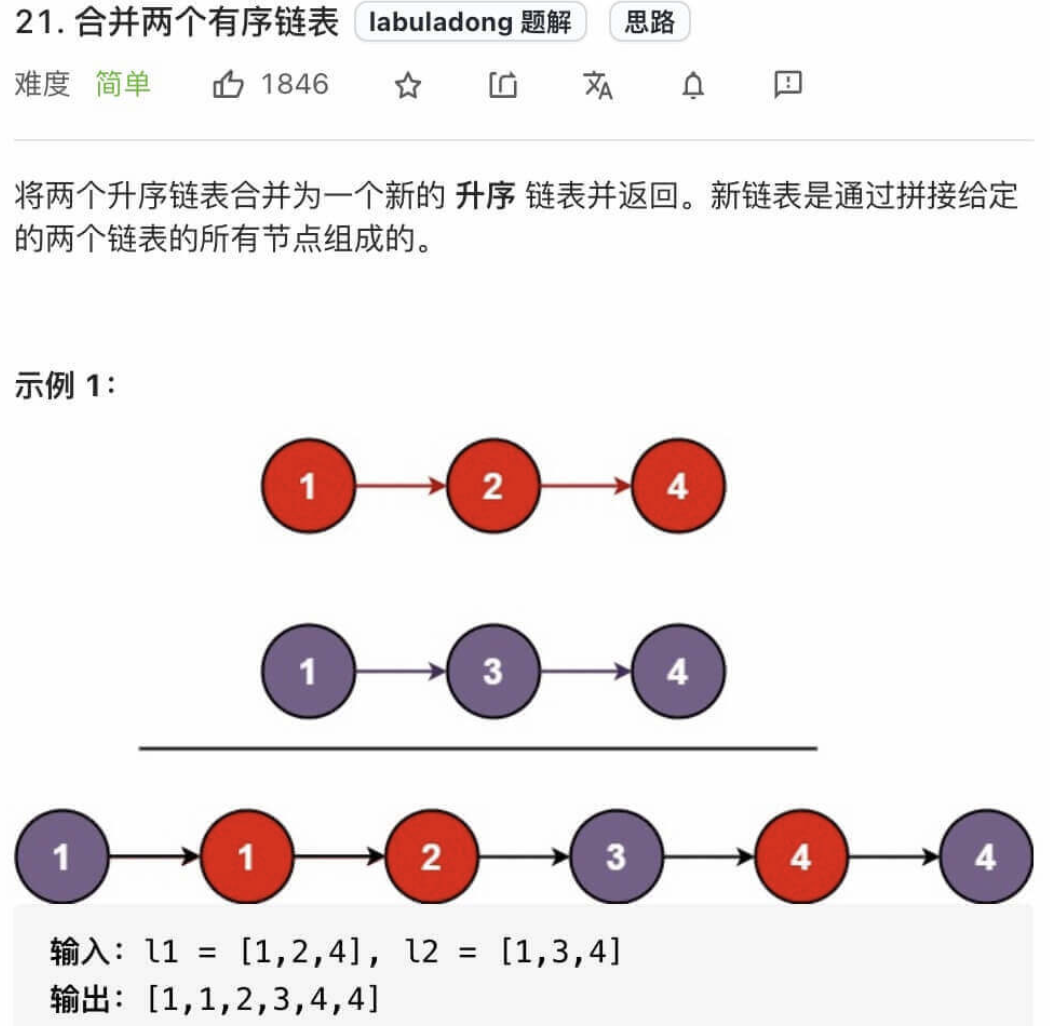 21. 合并两个有序链表 labuladong 题解 思路
难度 简单 1846
将两个升序链表合并为一个新的 升序 链表并返回。新链表是通过拼接给定
的两个链表的所有节点组成的。
示例 1：
1 2 4
1 3 4
1 1 2 3 4 4
输入：l1 = [1,2,4], l2 = [1,3,4]
输出：[1,1,2,3,4,4]